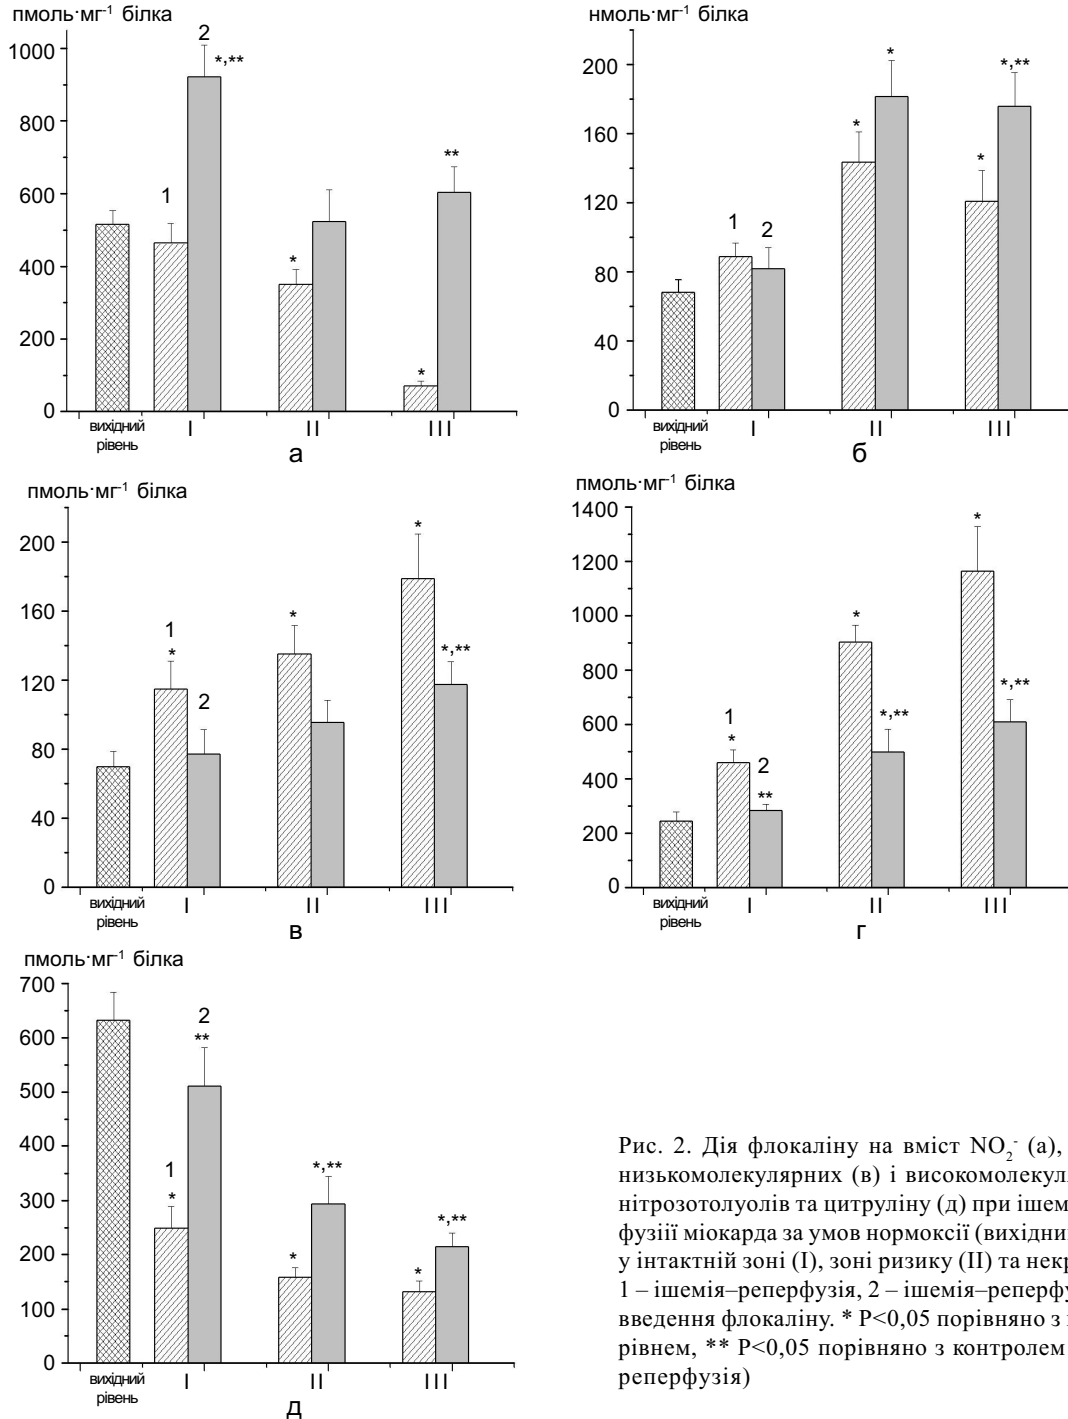 пмоль·мг⁻¹ білка
1000
800
600
400
200
0
1
2
*,**
*
*
**
вихідний
рівень
I
II
III
а
нмоль·мг⁻¹ білка
200
160
120
80
40
0
1
2
*
*
*
*,**
вихідний
рівень
I
II
III
б
пмоль·мг⁻¹ білка
200
160
120
80
40
0
1
*
2
*
*
*,**
вихідний
рівень
I
II
III
в
пмоль·мг⁻¹ білка
1400
1200
1000
800
600
400
200
0
1
*
2
**
*
*,**
*
*,**
вихідний
рівень
I
II
III
г
пмоль·мг⁻¹ білка
700
600
500
400
300
200
100
0
1
*
2
**
*
*,**
*
*,**
вихідний
рівень
I
II
III
д
Рис. 2. Дія флокаліну на вміст NO₂⁻ (а),
низькомолекулярних (в) і високомолекуля
нітрозотолуолів та цитруліну (д) при ішем
фузіії міокарда за умов нормоксії (вихідни
у інтактній зоні (I), зоні ризику (II) та некр
1 – ішемія–реперфузія, 2 – ішемія–реперфу
введення флокаліну. * P<0,05 порівняно з
рівнем, ** P<0,05 порівняно з контролем
реперфузія)